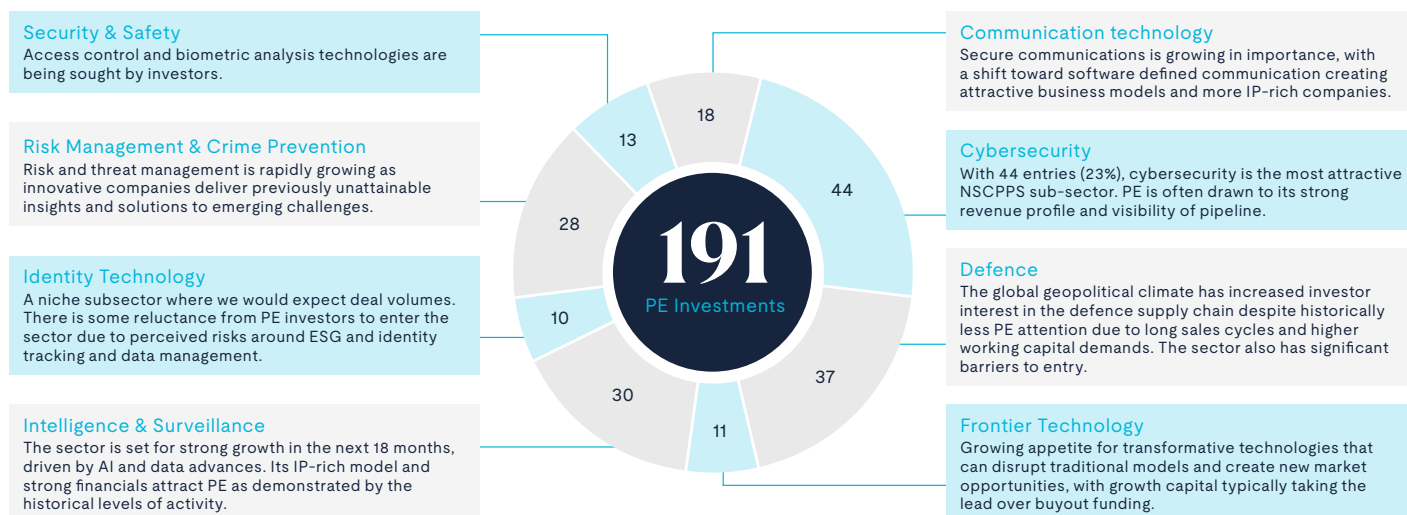 Security & Safety
Access control and biometric analysis technologies are
being sought by investors.
Risk Management & Crime Prevention
Risk and threat management is rapidly growing as
innovative companies deliver previously unattainable
insights and solutions to emerging challenges.
Identity Technology
A niche subsector where we would expect deal volumes.
There is some reluctance from PE investors to enter the
sector due to perceived risks around ESG and identity
tracking and data management.
Intelligence & Surveillance
The sector is set for strong growth in the next 18 months,
driven by AI and data advances. Its IP-rich model and
strong financials attract PE as demonstrated by the
historical levels of activity.
18
13
44
28
191
PE Investments
10
37
30
11
Communication technology
Secure communications is growing in importance, with
a shift toward software defined communication creating
attractive business models and more IP-rich companies.
Cybersecurity
With 44 entries (23%), cybersecurity is the most attractive
NSCPPS sub-sector. PE is often drawn to its strong
revenue profile and visibility of pipeline.
Defence
The global geopolitical climate has increased investor
interest in the defence supply chain despite historically
less PE attention due to long sales cycles and higher
working capital demands. The sector also has significant
barriers to entry.
Frontier Technology
Growing appetite for transformative technologies that
can disrupt traditional models and create new market
opportunities, with growth capital typically taking the
lead over buyout funding.